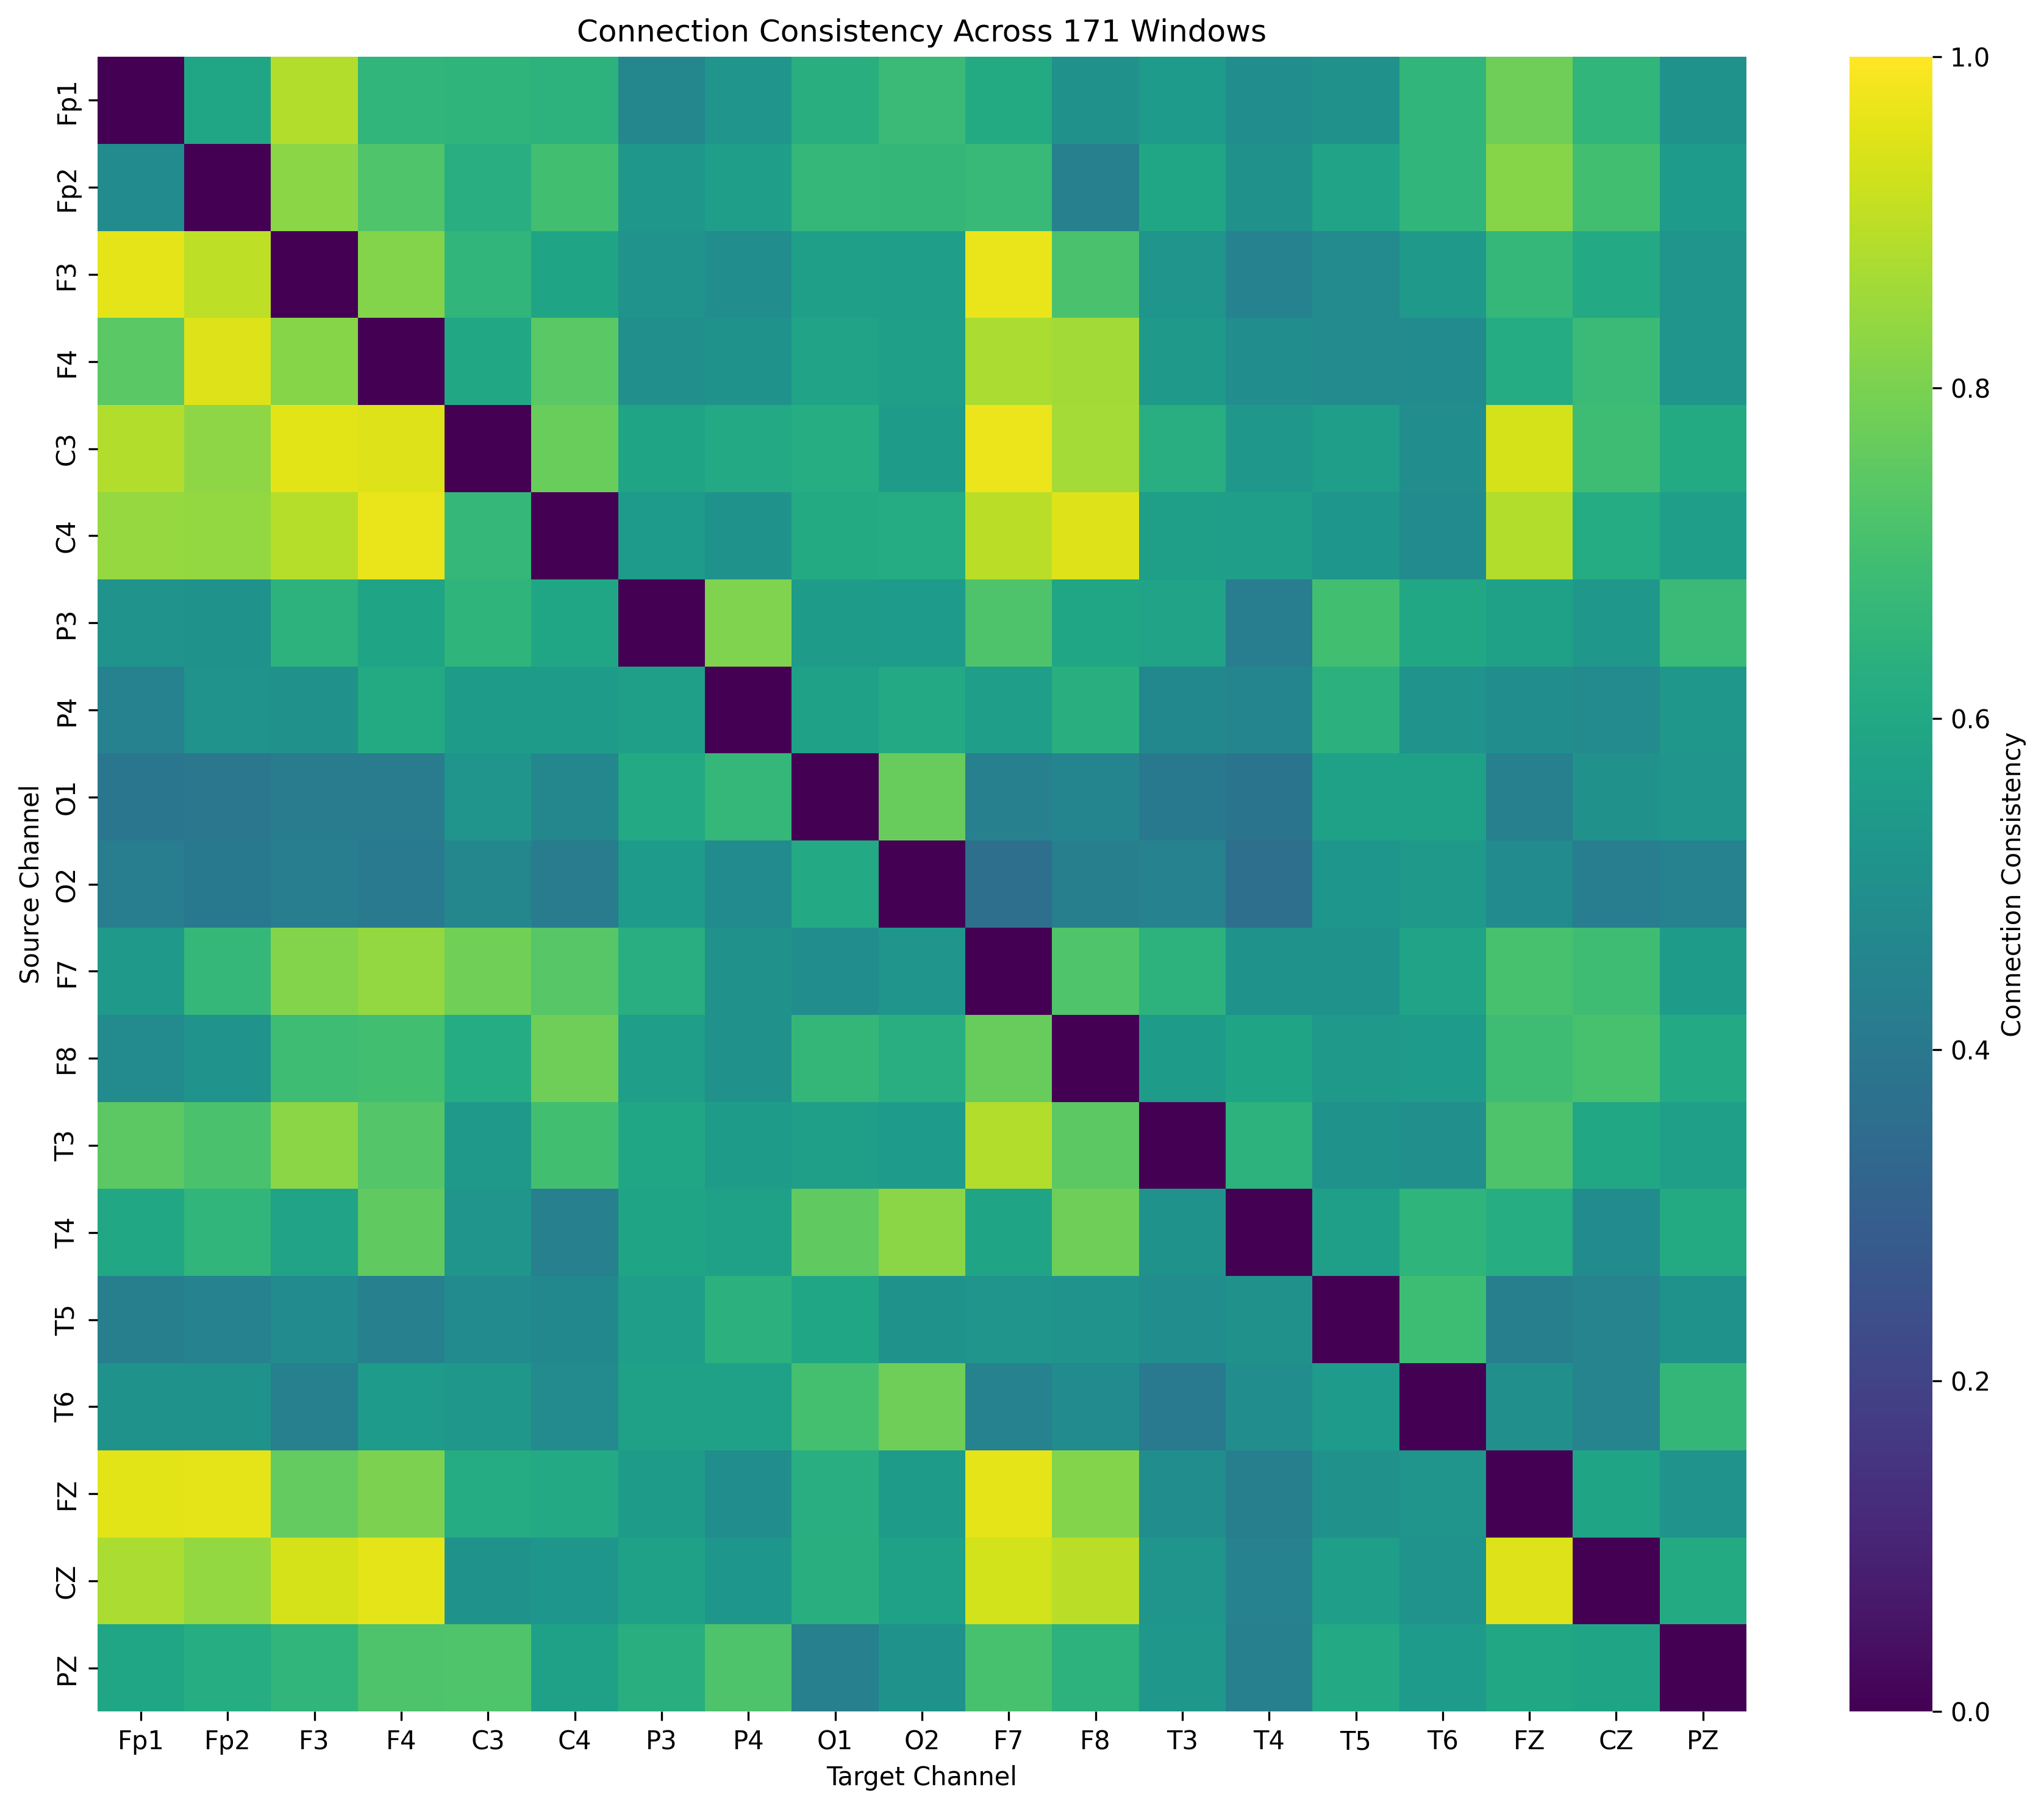 Connection Consistency Across 171 Windows
Source Channel
Fp1
Fp2
F3
F4
C3
C4
P3
P4
O1
O2
F7
F8
T3
T4
T5
T6
FZ
CZ
PZ
Fp1 Fp2 F3 F4 C3 C4 P3 P4 O1 O2 F7 F8 T3 T4 T5 T6 FZ CZ PZ
Target Channel
1.0
0.8
0.6
0.4
0.2
0.0
Connection Consistency